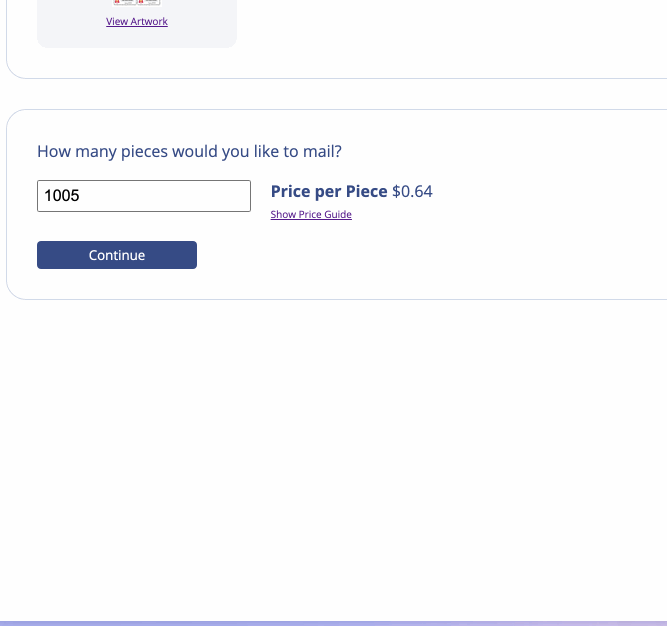 View Artwork
How many pieces would you like to mail?
1005
Price per Piece $0.64
Show Price Guide
Continue